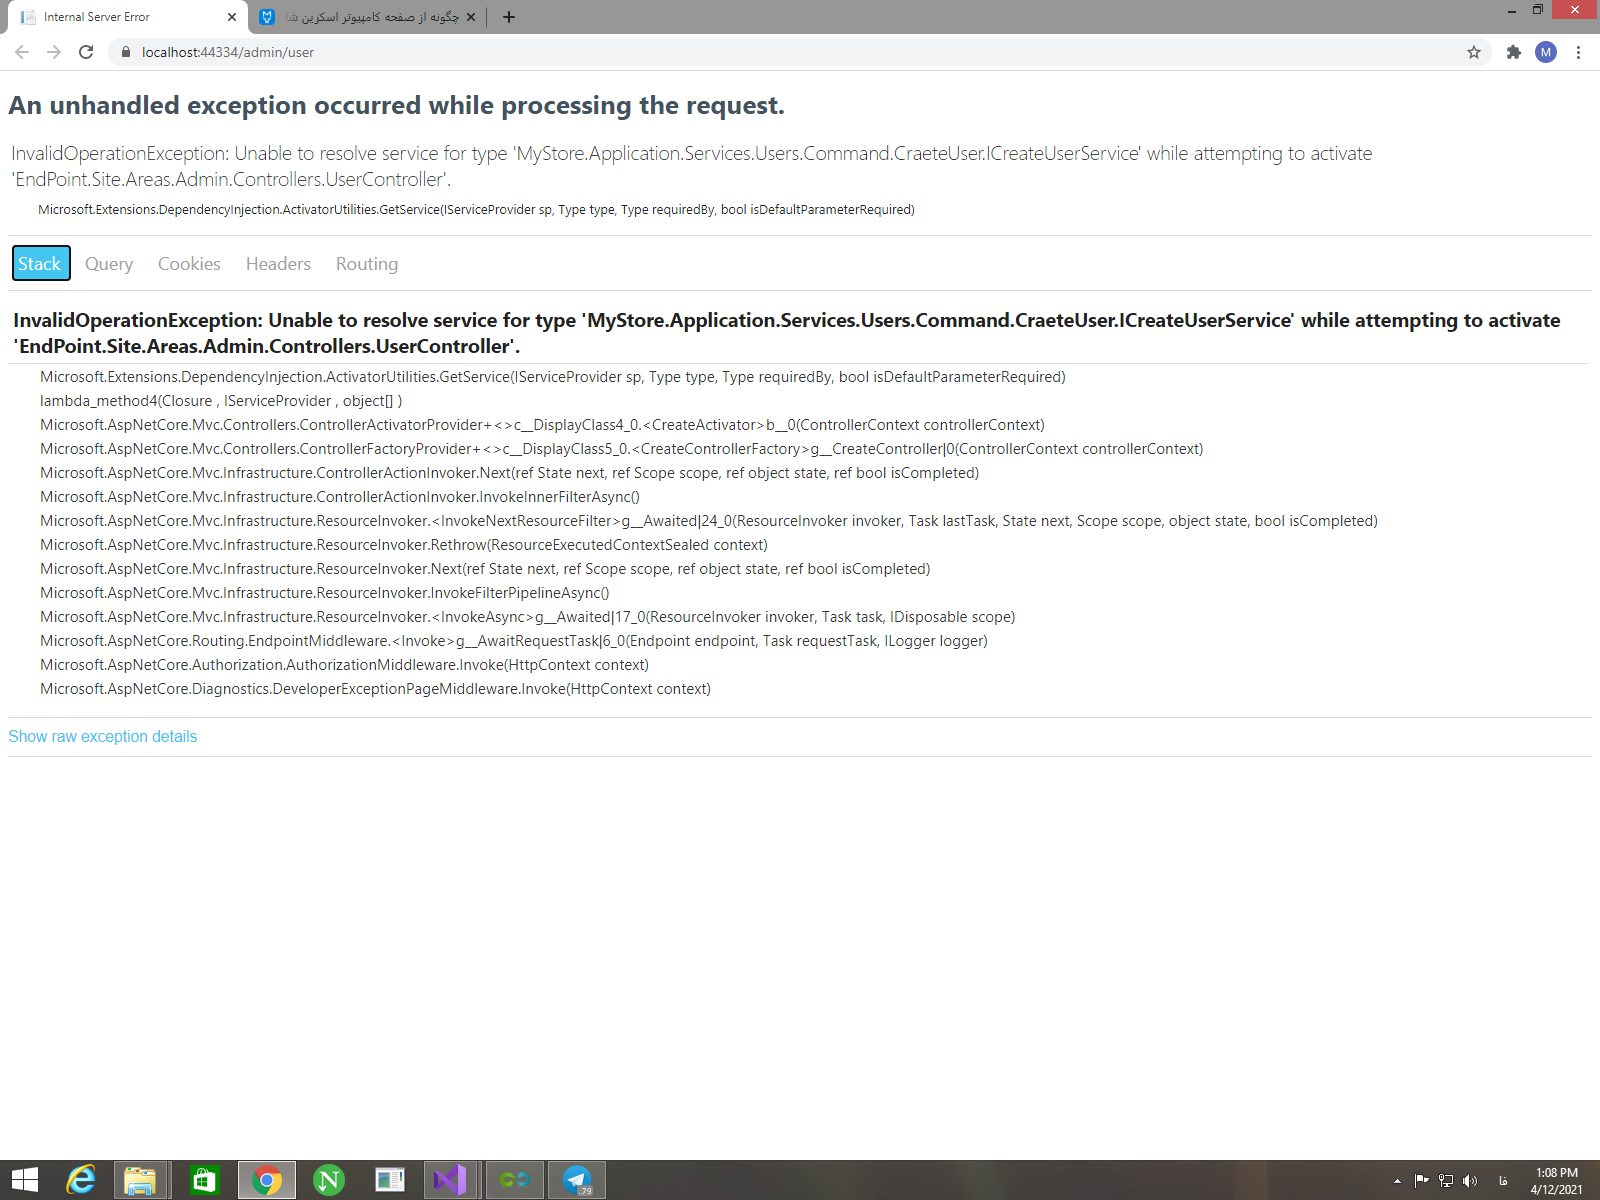 Internal Server Error
چگونه از صفحه کامپیوتر اسکرین شا
localhost:44334/admin/user
M
An unhandled exception occurred while processing the request.
InvalidOperationException: Unable to resolve service for type 'MyStore.Application.Services.Users.Command.CraeteUser.ICreateUserService' while attempting to activate
'EndPoint.Site.Areas.Admin.Controllers.UserController'.
Microsoft.Extensions.DependencyInjection.ActivatorUtilities.GetService(IServiceProvider sp, Type type, Type requiredBy, bool isDefaultParameterRequired)
Stack Query Cookies Headers Routing
InvalidOperationException: Unable to resolve service for type 'MyStore.Application.Services.Users.Command.CraeteUser.ICreateUserService' while attempting to activate
'EndPoint.Site.Areas.Admin.Controllers.UserController'.
Microsoft.Extensions.DependencyInjection.ActivatorUtilities.GetService(IServiceProvider sp, Type type, Type requiredBy, bool isDefaultParameterRequired)
lambda_method4(Closure , IServiceProvider , object[] )
Microsoft.AspNetCore.Mvc.Controllers.ControllerActivatorProvider+<>c__DisplayClass4_0.<CreateActivator>b__0(ControllerContext controllerContext)
Microsoft.AspNetCore.Mvc.Controllers.ControllerFactoryProvider+<>c__DisplayClass5_0.<CreateControllerFactory>g__CreateController|0(ControllerContext controllerContext)
Microsoft.AspNetCore.Mvc.Infrastructure.ControllerActionInvoker.Next(ref State next, ref Scope scope, ref object state, ref bool isCompleted)
Microsoft.AspNetCore.Mvc.Infrastructure.ControllerActionInvoker.InvokeInnerFilterAsync()
Microsoft.AspNetCore.Mvc.Infrastructure.ResourceInvoker.<InvokeNextResourceFilter>g__Awaited|24_0(ResourceInvoker invoker, Task lastTask, State next, Scope scope, object state, bool isCompleted)
Microsoft.AspNetCore.Mvc.Infrastructure.ResourceInvoker.Rethrow(ResourceExecutedContextSealed context)
Microsoft.AspNetCore.Mvc.Infrastructure.ResourceInvoker.Next(ref State next, ref Scope scope, ref object state, ref bool isCompleted)
Microsoft.AspNetCore.Mvc.Infrastructure.ResourceInvoker.InvokeFilterPipelineAsync()
Microsoft.AspNetCore.Mvc.Infrastructure.ResourceInvoker.<InvokeAsync>g__Awaited|17_0(ResourceInvoker invoker, Task task, IDisposable scope)
Microsoft.AspNetCore.Routing.EndpointMiddleware.<Invoke>g__AwaitRequestTask|6_0(Endpoint endpoint, Task requestTask, ILogger logger)
Microsoft.AspNetCore.Authorization.AuthorizationMiddleware.Invoke(HttpContext context)
Microsoft.AspNetCore.Diagnostics.DeveloperExceptionPageMiddleware.Invoke(HttpContext context)
Show raw exception details
N
79
فا
1:08 PM
4/12/2021